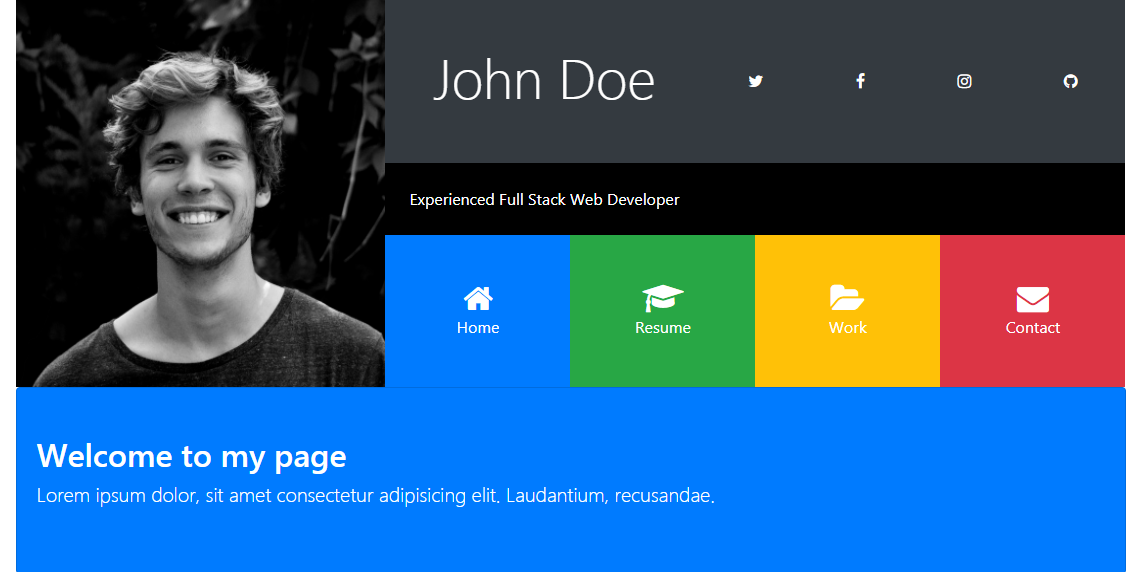 John Doe
Experienced Full Stack Web Developer
Home
Resume
Work
Contact
Welcome to my page
Lorem ipsum dolor, sit amet consectetur adipisicing elit. Laudantium, recusandae.